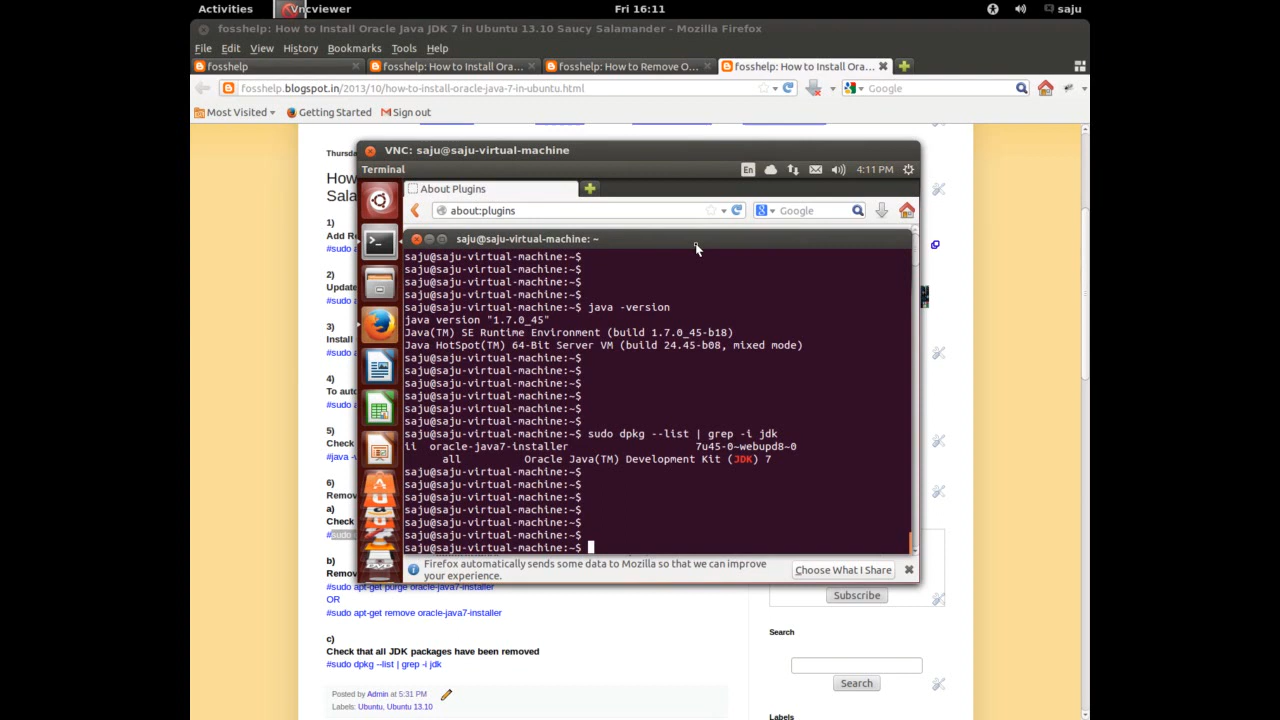 Activities
Vncviewer
Fri 16:11
saju
fosshelp: How to Install Oracle Java JDK 7 in Ubuntu 13.10 Saucy Salamander - Mozilla Firefox
File Edit View History Bookmarks Tools Help
fosshelp
fosshelp: How to Install Ora...
fosshelp: How to Remove O...
fosshelp: How to Install Ora...
fosshelp.blogspot.in/2013/10/how-to-install-oracle-java-7-in-ubuntu.html
Google
Most Visited
Getting Started
Sign out
Thursda
How
Sala
1)
Add R
#sudo a
2)
Update
#sudo a
3)
Install
#sudo a
4)
To auto
#sudo a
5)
Check
#java -v
6)
Remov
a)
Check
#sudo
VNC: saju@saju-virtual-machine
Terminal
En
4:11 PM
About Plugins
about:plugins
Google
saju@saju-virtual-machine: ~
saju@saju-virtual-machine:~$
saju@saju-virtual-machine:~$
saju@saju-virtual-machine:~$
saju@saju-virtual-machine:~$
saju@saju-virtual-machine:~$ java -version
java version "1.7.0_45"
Java(TM) SE Runtime Environment (build 1.7.0_45-b18)
Java HotSpot(TM) 64-Bit Server VM (build 24.45-b08, mixed mode)
saju@saju-virtual-machine:~$
saju@saju-virtual-machine:~$
saju@saju-virtual-machine:~$
saju@saju-virtual-machine:~$
saju@saju-virtual-machine:~$
saju@saju-virtual-machine:~$
saju@saju-virtual-machine:~$ sudo dpkg --list | grep -i jdk
ii oracle-java7-installer 7u45-0~webupd8~0
all Oracle Java(TM) Development Kit (JDK) 7
saju@saju-virtual-machine:~$
saju@saju-virtual-machine:~$
saju@saju-virtual-machine:~$
saju@saju-virtual-machine:~$
saju@saju-virtual-machine:~$
saju@saju-virtual-machine:~$
saju@saju-virtual-machine:~$
Firefox automatically sends some data to Mozilla so that we can improve
your experience.
Choose What I Share
b)
Remov
#sudo apt-get purge oracle-java7-installer
OR
#sudo apt-get remove oracle-java7-installer
c)
Check that all JDK packages have been removed
#sudo dpkg --list | grep -i jdk
Posted by Admin at 5:31 PM
Labels: Ubuntu, Ubuntu 13.10
Subscribe
Search
Search
Labels